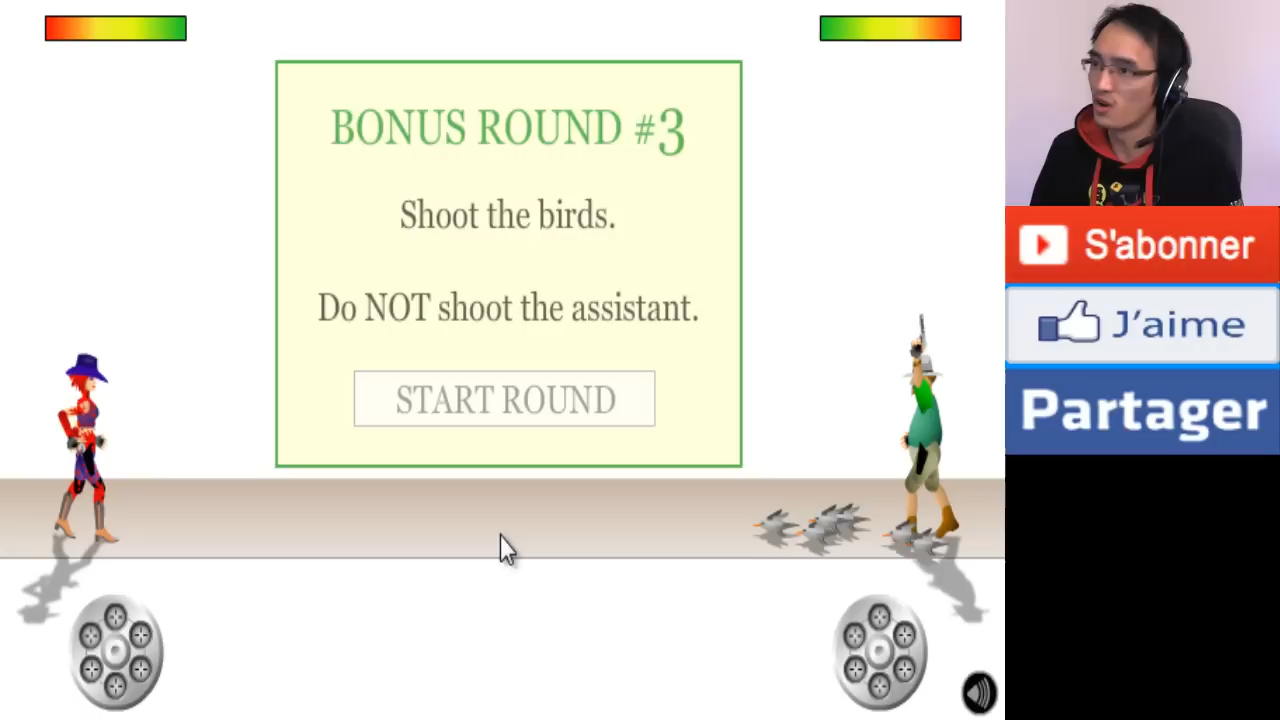 BONUS ROUND #3
Shoot the birds.
Do NOT shoot the assistant.
START ROUND
S'abonner
J'aime
Partager